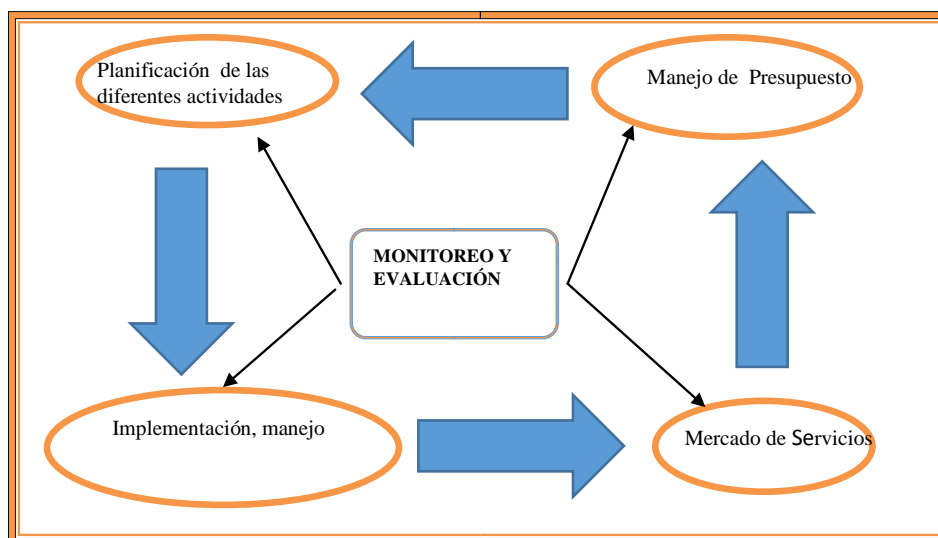 Planificación de las
diferentes actividades
Manejo de Presupuesto
MONITOREO Y
EVALUACIÓN
Implementación, manejo
Mercado de Servicios